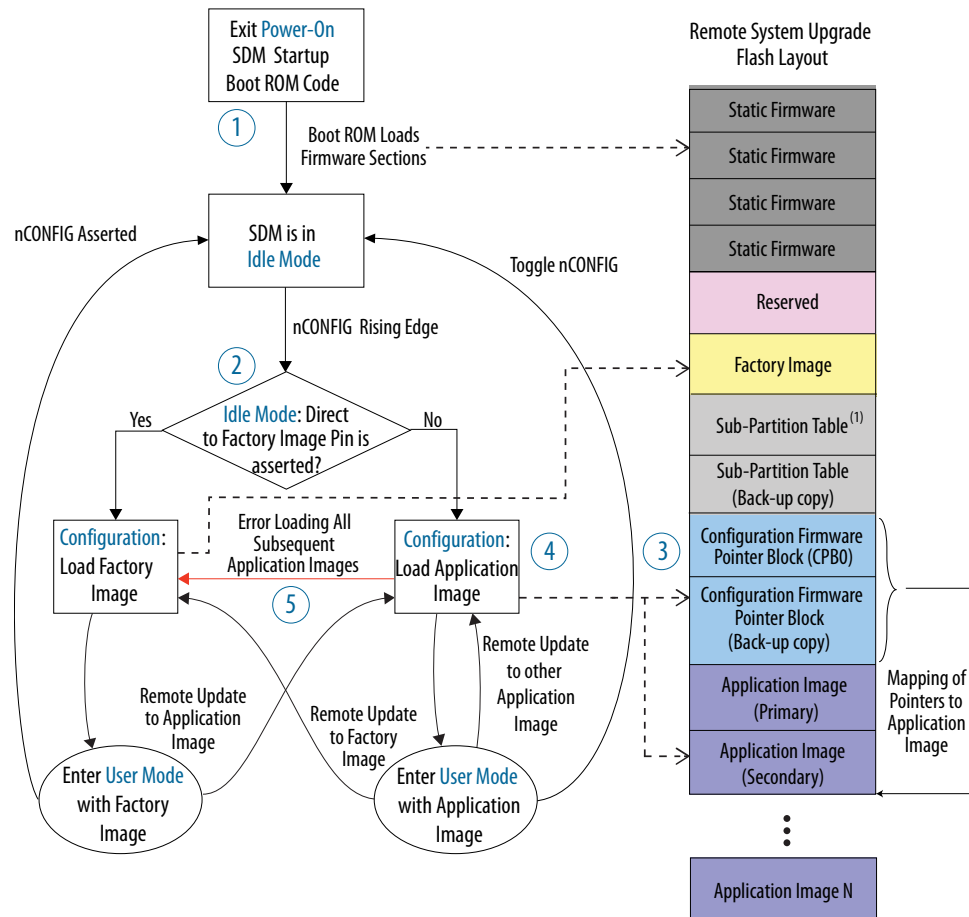 Exit Power-On
SDM Startup
Boot ROM Code
1
Boot ROM Loads
Firmware Sections
nCONFIG Asserted
SDM is in
Idle Mode
Toggle nCONFIG
nCONFIG Rising Edge
2
Yes
Idle Mode: Direct
to Factory Image Pin is
asserted?
No
Configuration:
Load Factory
Image
Error Loading All
Subsequent
Application Images
5
Configuration:
Load Application
Image
4
3
Remote Update
to Application
Image
Remote Update
to Factory
Image
Remote Update
to other
Application
Image
Enter User Mode
with Factory
Image
Enter User Mode
with Application
Image
Remote System Upgrade
Flash Layout
Static Firmware
Static Firmware
Static Firmware
Static Firmware
Reserved
Factory Image
Sub-Partition Table(1)
Sub-Partition Table
(Back-up copy)
Configuration Firmware
Pointer Block (CPB0)
Configuration Firmware
Pointer Block
(Back-up copy)
Application Image
(Primary)
Application Image
(Secondary)
Mapping of
Pointers to
Application
Image
Application Image N